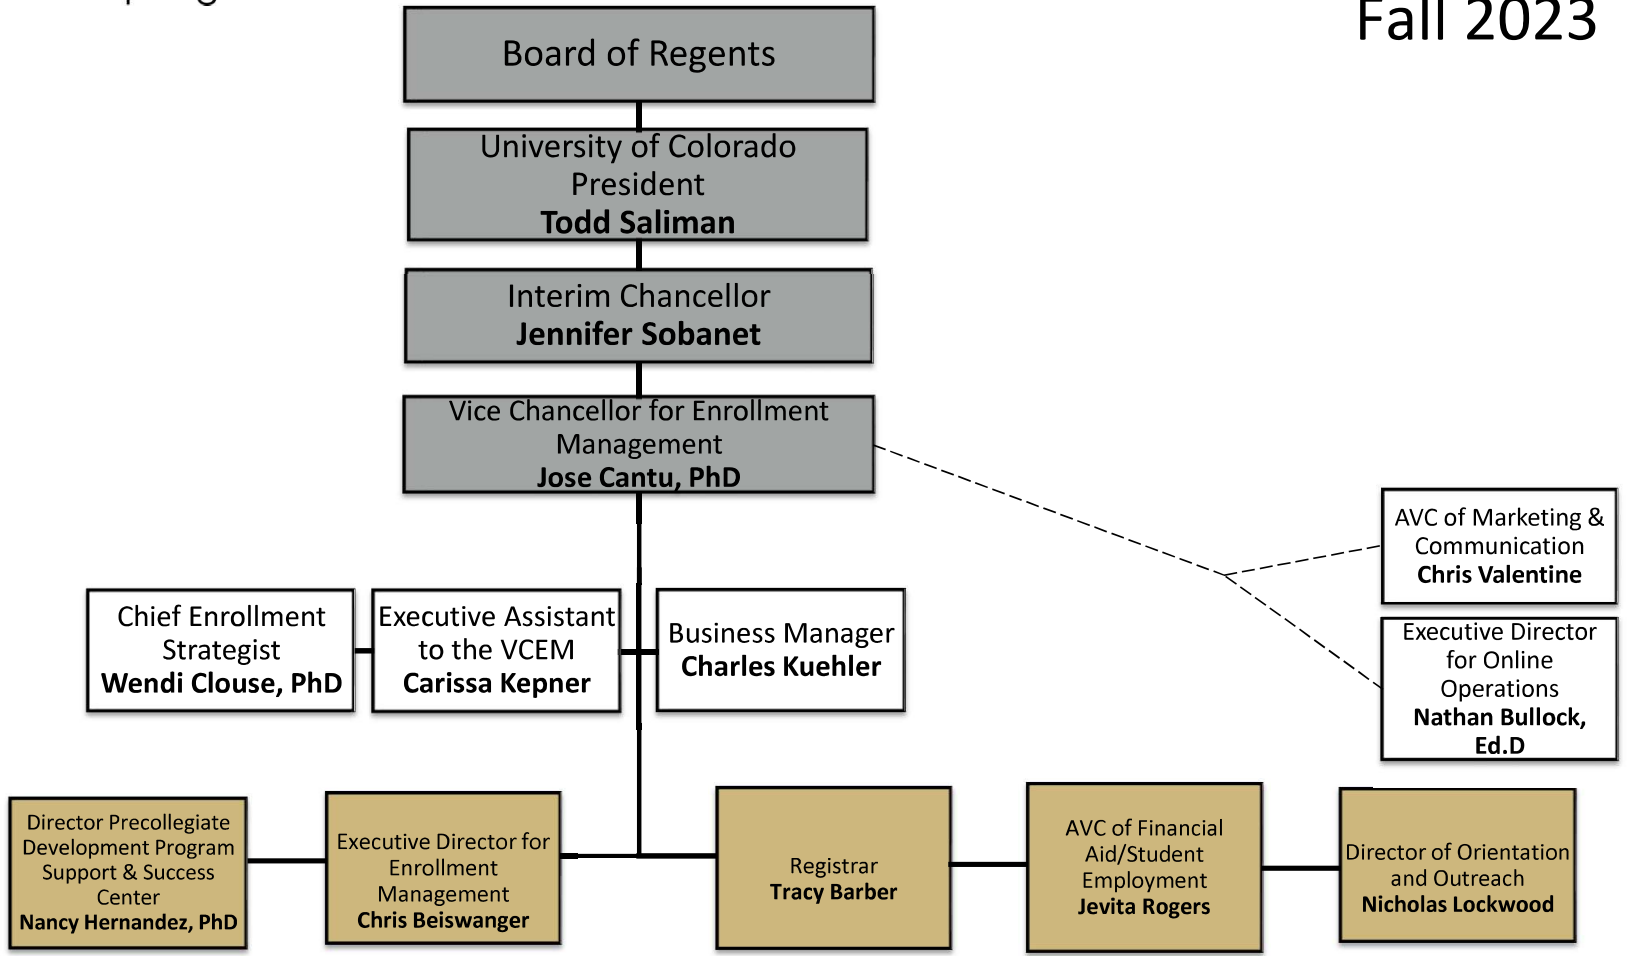 Fall 2023
Board of Regents
University of Colorado
President
Todd Saliman
Interim Chancellor
Jennifer Sobanet
Vice Chancellor for Enrollment
Management
Jose Cantu, PhD
AVC of Marketing &
Communication
Chris Valentine
Executive Director
for Online
Operations
Nathan Bullock,
Ed.D
Chief Enrollment
Strategist
Wendi Clouse, PhD
Executive Assistant
to the VCEM
Carissa Kepner
Business Manager
Charles Kuehler
Director Precollegiate
Development Program
Support & Success
Center
Nancy Hernandez, PhD
Executive Director for
Enrollment
Management
Chris Beiswanger
Registrar
Tracy Barber
AVC of Financial
Aid/Student
Employment
Jevita Rogers
Director of Orientation
and Outreach
Nicholas Lockwood